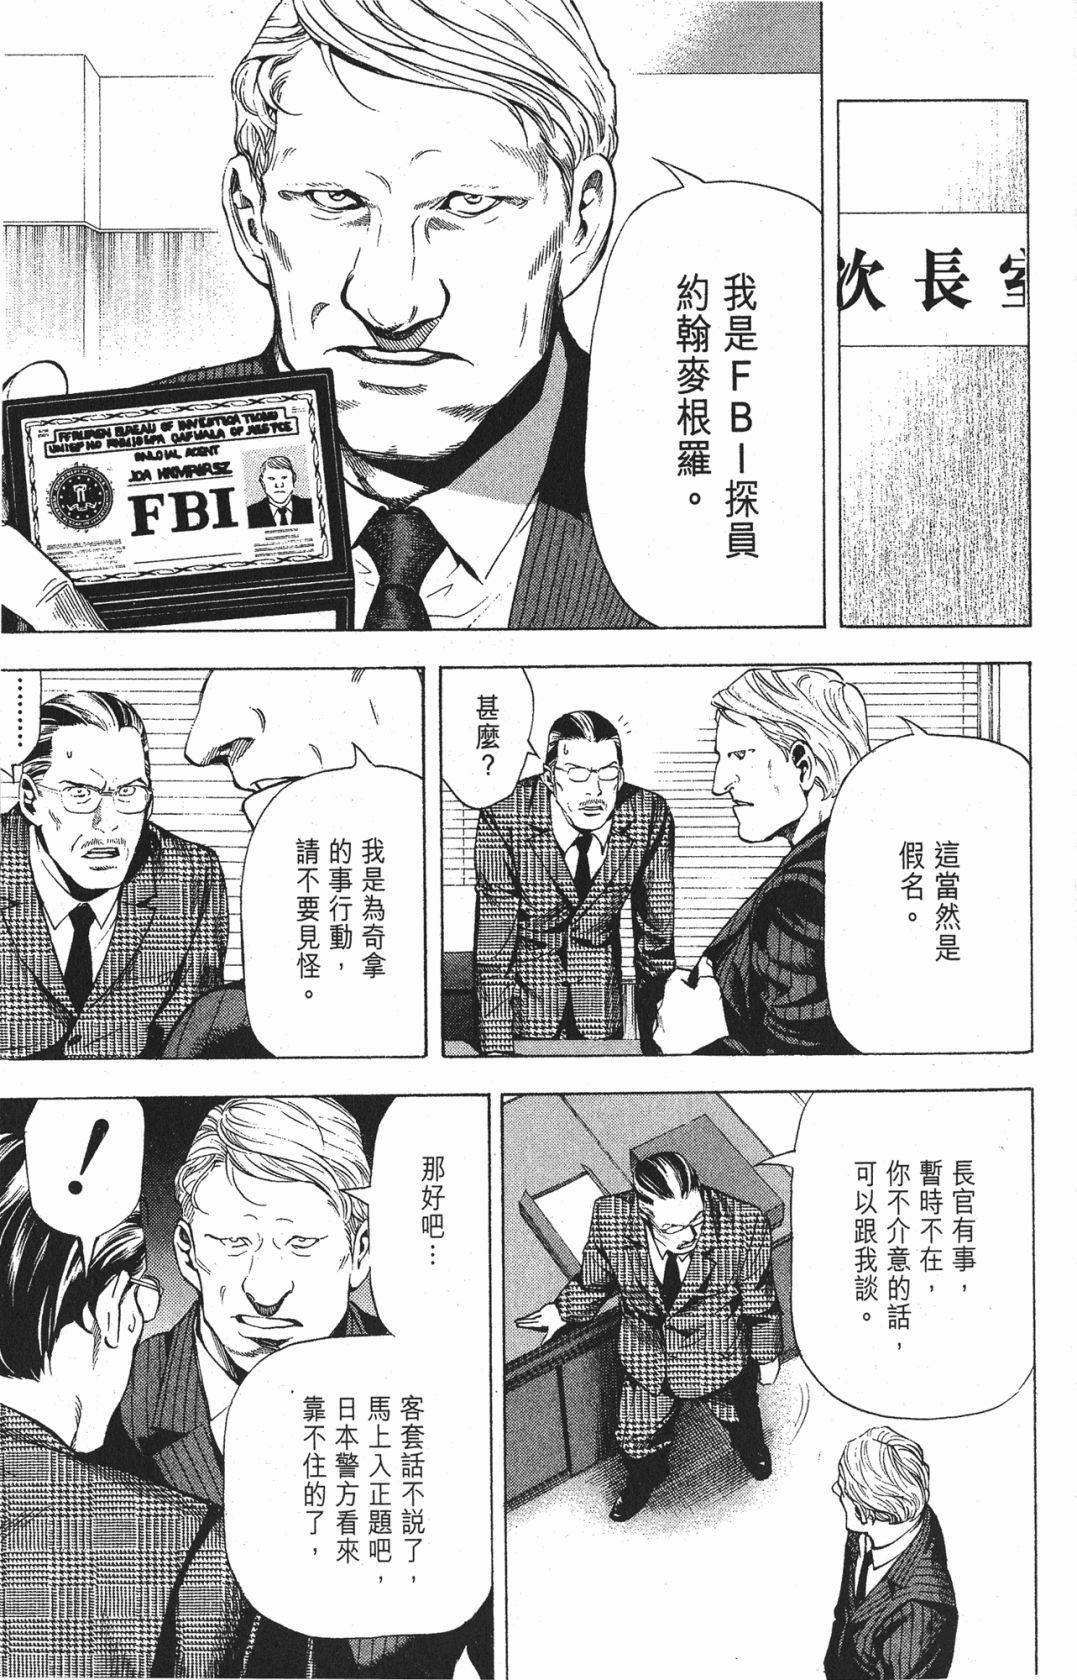 次長室
我是FBI探員
約翰麥根羅。
FBI
這當然是
假名。
甚麼?
我是為奇拿
的事行動,
請不要見怪。
………
長官有事,
暫時不在,
你不介意的話,
可以跟我談。
那好吧…
客套話不說了,
馬上入正題吧,
日本警方看來
靠不住的了,
!